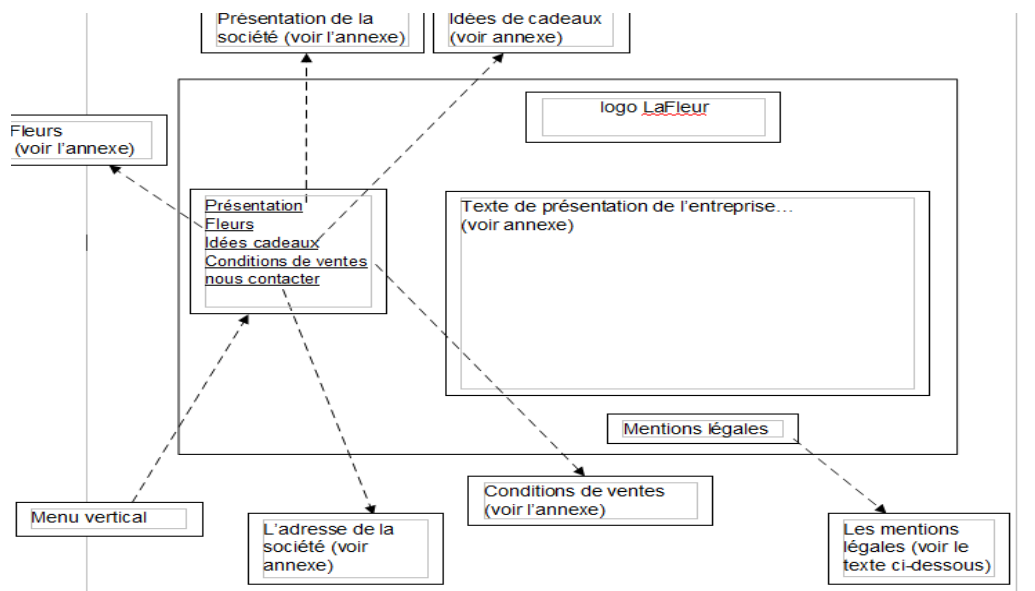 Présentation de la
société (voir l'annexe)
Idées de cadeaux
(voir annexe)
logo LaFleur
Fleurs
(voir l'annexe)
Présentation
Fleurs
Idées cadeaux
Conditions de ventes
nous contacter
Texte de présentation de l'entreprise…
(voir annexe)
Mentions légales
Conditions de ventes
(voir l'annexe)
Menu vertical
L'adresse de la
société (voir
annexe)
Les mentions
légales (voir le
texte ci-dessous)